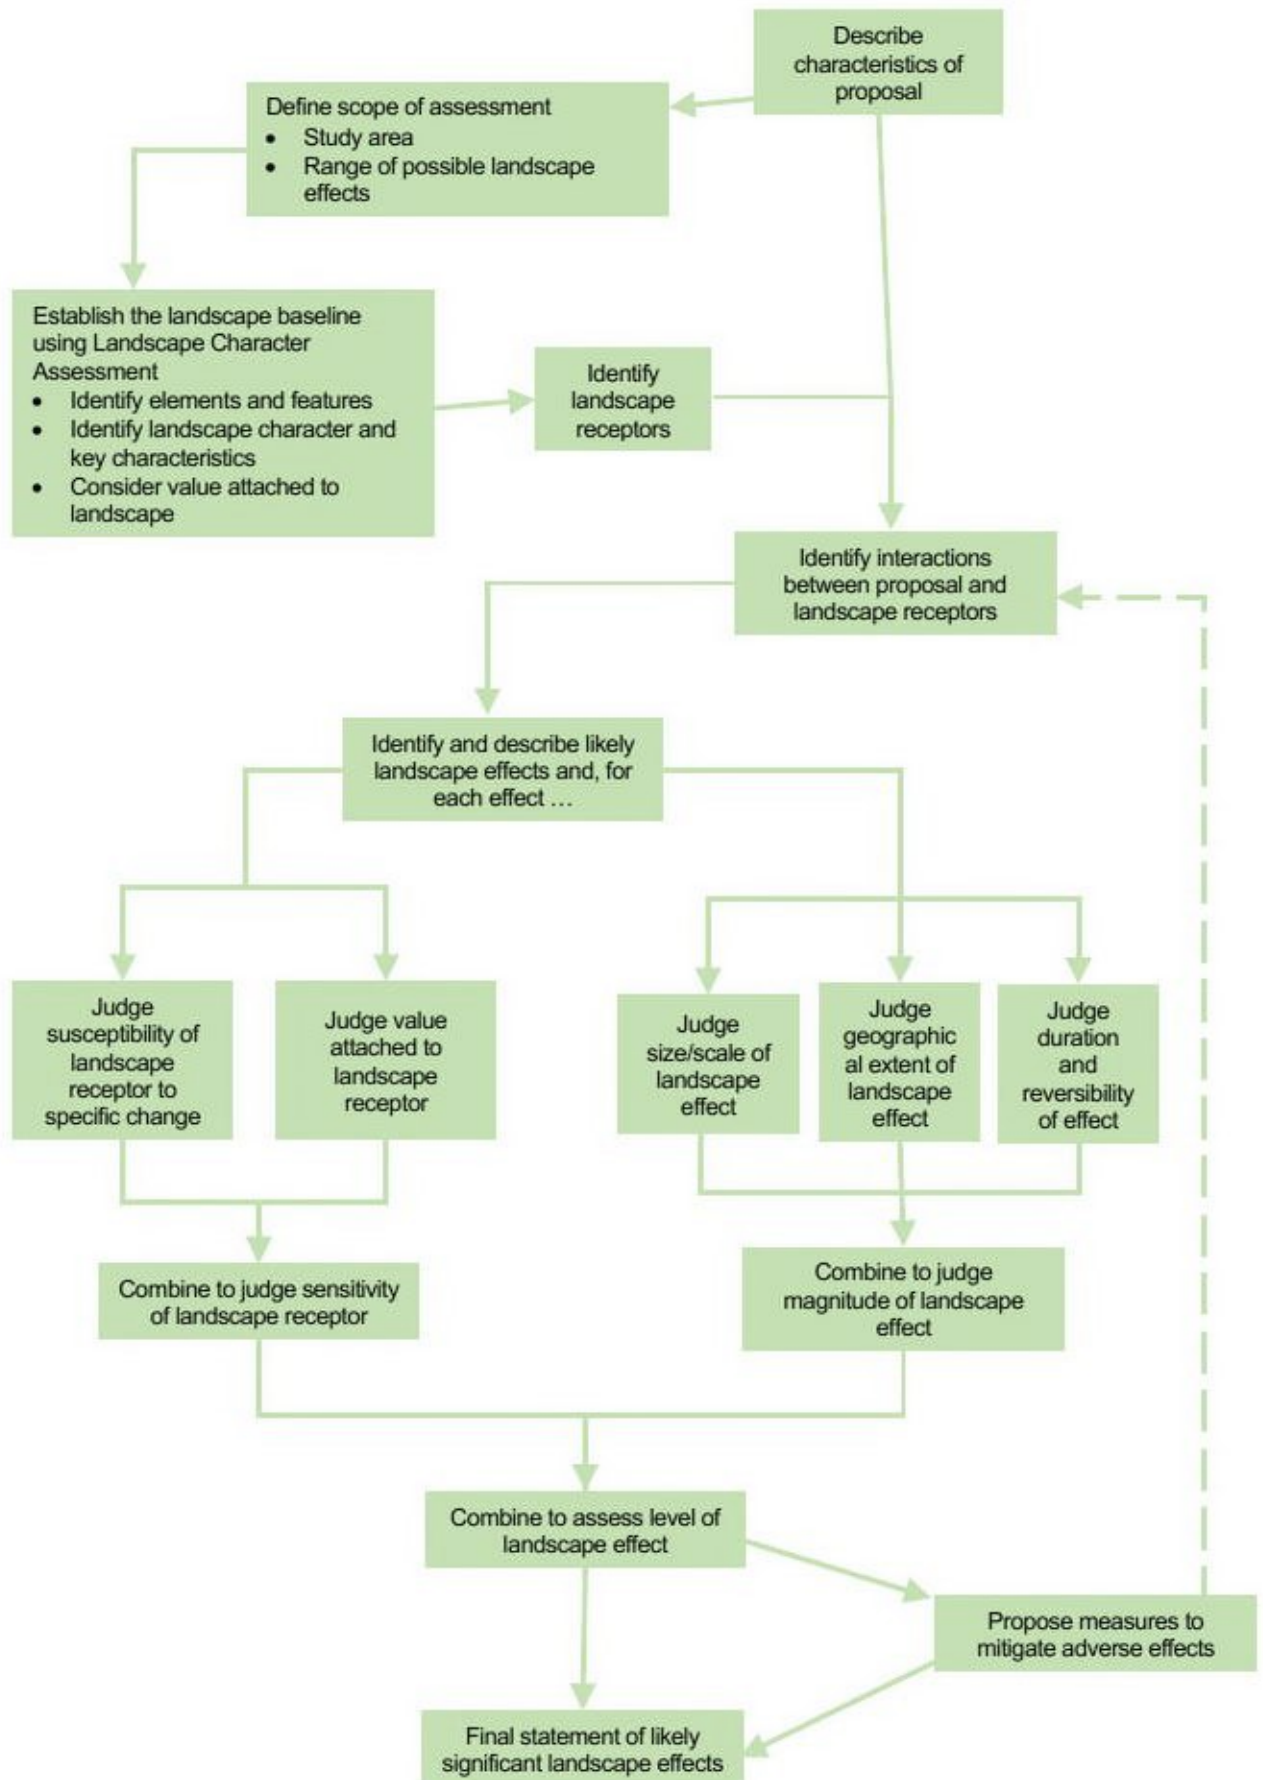 Describe
characteristics of
proposal
Define scope of assessment
• Study area
• Range of possible landscape
effects
Establish the landscape baseline
using Landscape Character
Assessment
• Identify elements and features
• Identify landscape character and
key characteristics
• Consider value attached to
landscape
Identify
landscape
receptors
Identify interactions
between proposal and
landscape receptors
Identify and describe likely
landscape effects and, for
each effect …
Judge
susceptibility of
landscape
receptor to
specific change
Judge value
attached to
landscape
receptor
Judge
size/scale of
landscape
effect
Judge
geographic
al extent of
landscape
effect
Judge
duration
and
reversibility
of effect
Combine to judge sensitivity
of landscape receptor
Combine to judge
magnitude of landscape
effect
Combine to assess level of
landscape effect
Propose measures to
mitigate adverse effects
Final statement of likely
significant landscape effects